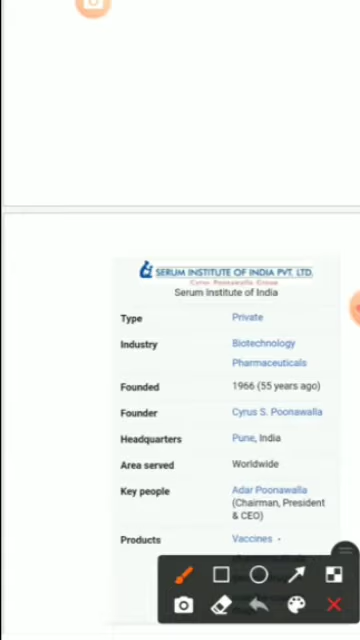 SERUM INSTITUTE OF INDIA PVT. LTD.
Cyrus Poonawalla Group
Serum Institute of India
Type Private
Industry Biotechnology
Pharmaceuticals
Founded 1966 (55 years ago)
Founder Cyrus S. Poonawalla
Headquarters Pune, India
Area served Worldwide
Key people Adar Poonawalla
(Chairman, President
& CEO)
Products Vaccines •